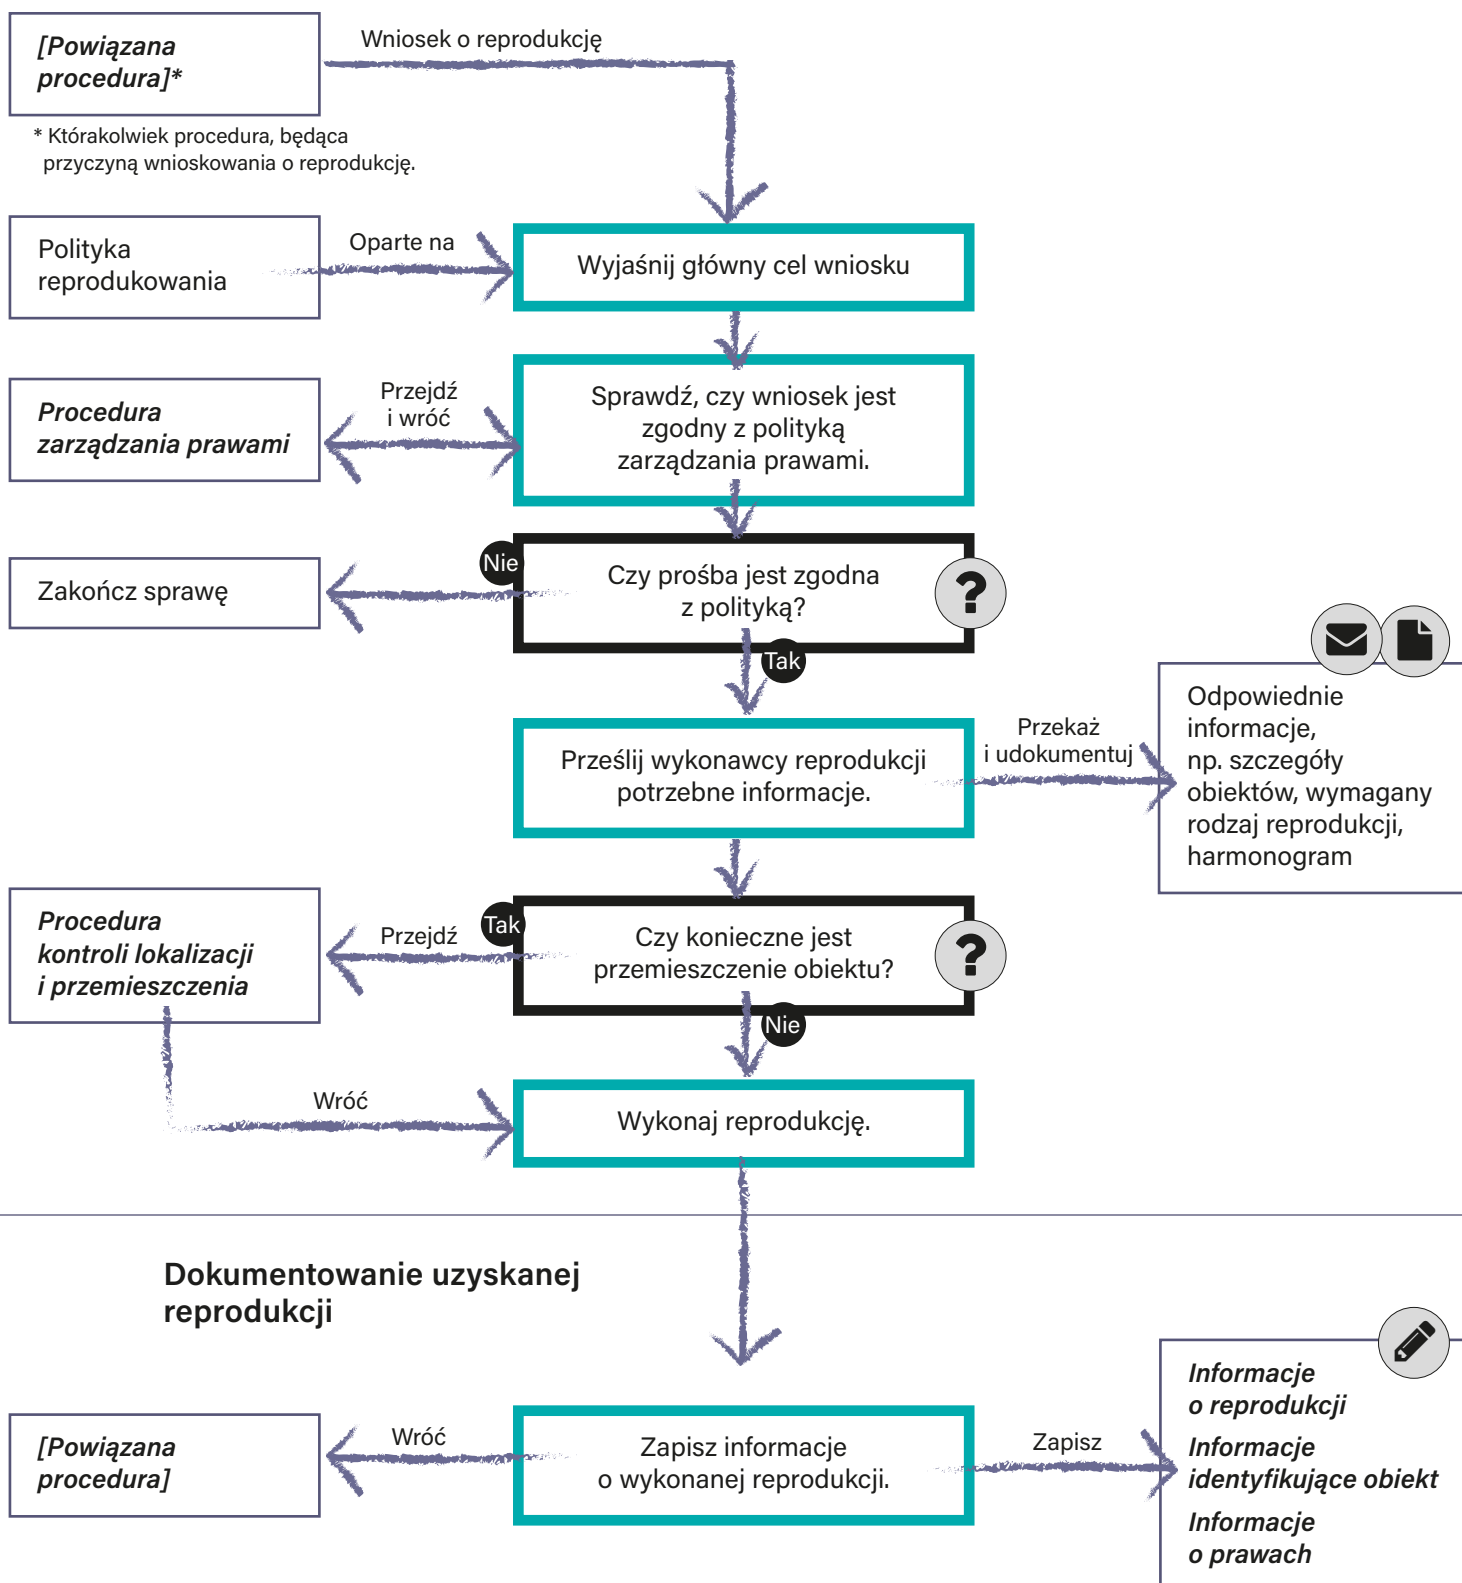 [Powiązana
procedura]*
Wniosek o reprodukcję
* Którakolwiek procedura, będąca
przyczyną wnioskowania o reprodukcję.
Polityka
reprodukowania
Oparte na
Wyjaśnij główny cel wniosku
Procedura
zarządzania prawami
Przejdź
i wróć
Sprawdź, czy wniosek jest
zgodny z polityką
zarządzania prawami.
Zakończ sprawę
Nie
Czy prośba jest zgodna
z polityką?
?
Tak
Prześlij wykonawcy reprodukcji
potrzebne informacje.
Przekaż
i udokumentuj
Odpowiednie
informacje,
np. szczegóły
obiektów, wymagany
rodzaj reprodukcji,
harmonogram
Procedura
kontroli lokalizacji
i przemieszczenia
Przejdź
Tak
Czy konieczne jest
przemieszczenie obiektu?
?
Nie
Wróć
Wykonaj reprodukcję.
Dokumentowanie uzyskanej
reprodukcji
[Powiązana
procedura]
Wróć
Zapisz informacje
o wykonanej reprodukcji.
Zapisz
Informacje
o reprodukcji
Informacje
identyfikujące obiekt
Informacje
o prawach